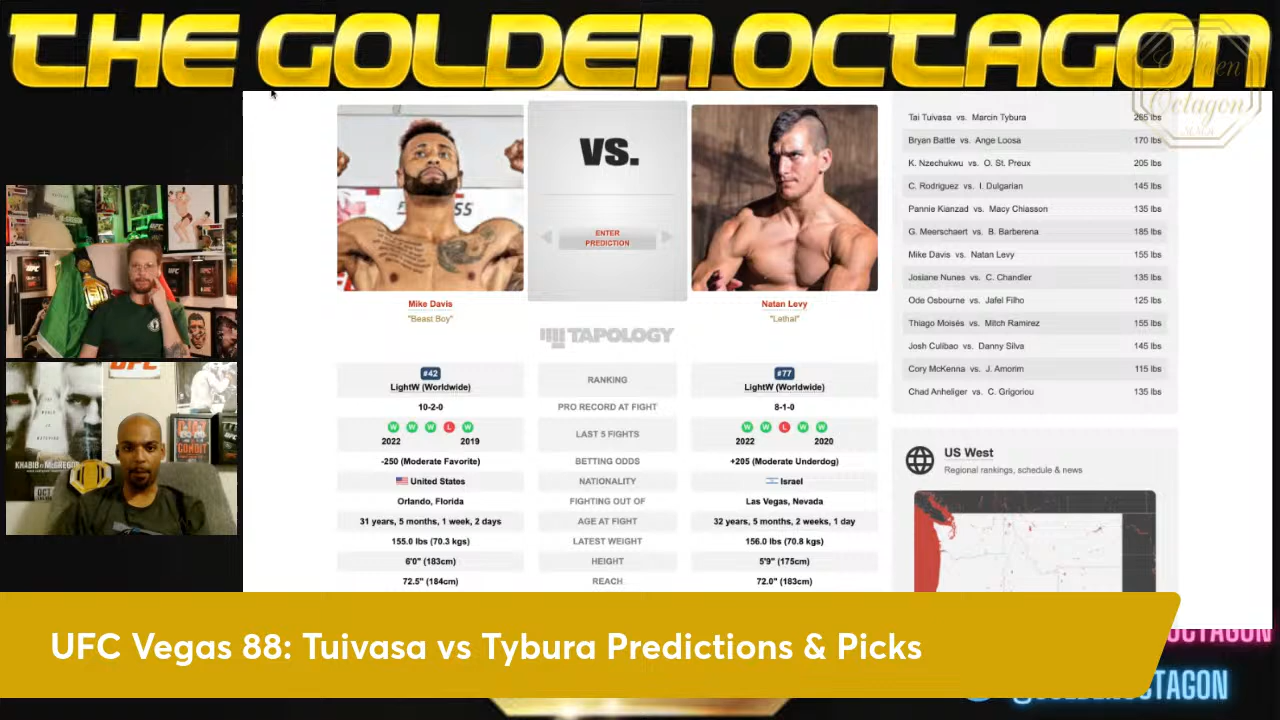 THE GOLDEN OCTAGON
The
Golden
Octagon
M.M.A
VS.
ENTER
PREDICTION
Mike Davis
"Beast Boy"
Natan Levy
"Lethal"
TAPOLOGY
#42
LightW (Worldwide)
RANKING
#77
LightW (Worldwide)
10-2-0
PRO RECORD AT FIGHT
8-1-0
W W W L W
2022 2019
LAST 5 FIGHTS
W W L W W
2022 2020
-250 (Moderate Favorite)
BETTING ODDS
+205 (Moderate Underdog)
United States
NATIONALITY
Israel
Orlando, Florida
FIGHTING OUT OF
Las Vegas, Nevada
31 years, 5 months, 1 week, 2 days
AGE AT FIGHT
32 years, 5 months, 2 weeks, 1 day
155.0 lbs (70.3 kgs)
LATEST WEIGHT
156.0 lbs (70.8 kgs)
6'0" (183cm)
HEIGHT
5'9" (175cm)
72.5" (184cm)
REACH
72.0" (183cm)
Tai Tuivasa vs. Marcin Tybura 265 lbs
Bryan Battle vs. Ange Loosa 170 lbs
K. Nzechukwu vs. O. St. Preux 205 lbs
C. Rodriguez vs. I. Dulgarian 145 lbs
Pannie Kianzad vs. Macy Chiasson 135 lbs
G. Meerschaert vs. B. Barberena 185 lbs
Mike Davis vs. Natan Levy 155 lbs
Josiane Nunes vs. C. Chandler 135 lbs
Ode Osbourne vs. Jafel Filho 125 lbs
Thiago Moisés vs. Mitch Ramirez 155 lbs
Josh Culibao vs. Danny Silva 145 lbs
Cory McKenna vs. J. Amorim 115 lbs
Chad Anheliger vs. C. Grigoriou 135 lbs
US West
Regional rankings, schedule & news
UFC
KHABIB McGREGOR
OCT
CONDIT
UFC Vegas 88: Tuivasa vs Tybura Predictions & Picks
OCTAGON
@GOLDENOCTAGON